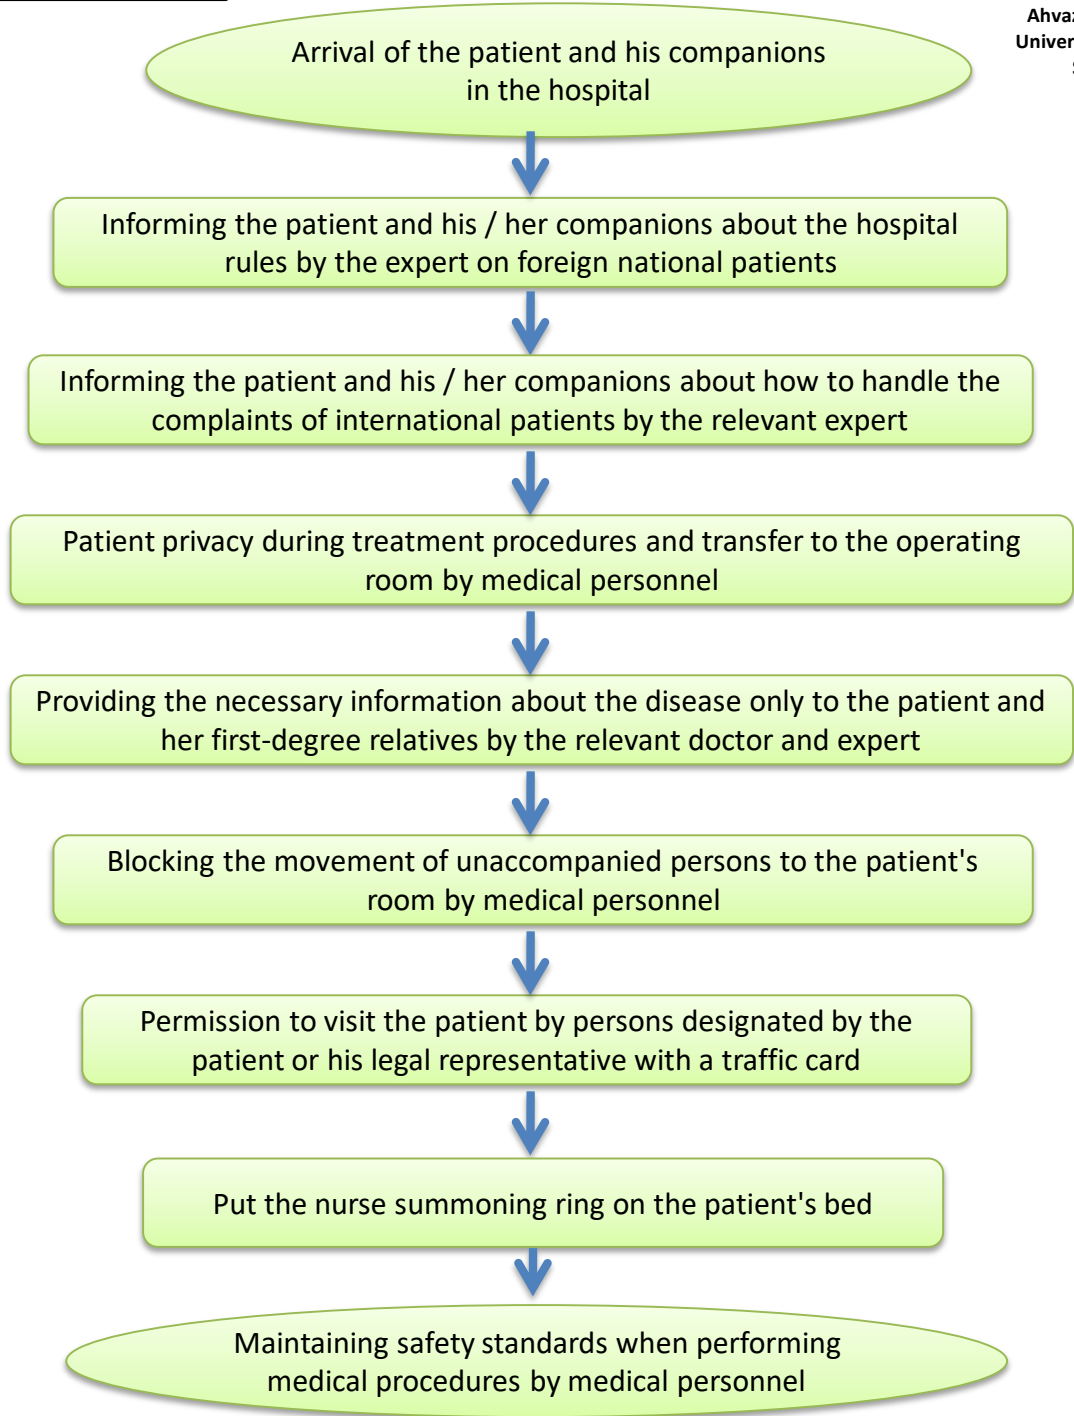 Ahvaz
Arrival of the patient and his companions
in the hospital
Informing the patient and his / her companions about the hospital
rules by the expert on foreign national patients
Informing the patient and his / her companions about how to handle the
complaints of international patients by the relevant expert
Patient privacy during treatment procedures and transfer to the operating
room by medical personnel
Providing the necessary information about the disease only to the patient and
her first-degree relatives by the relevant doctor and expert
Blocking the movement of unaccompanied persons to the patient's
room by medical personnel
Permission to visit the patient by persons designated by the
patient or his legal representative with a traffic card
Put the nurse summoning ring on the patient's bed
Maintaining safety standards when performing
medical procedures by medical personnel